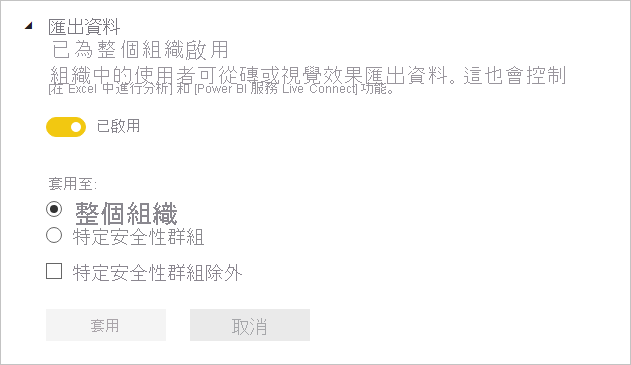 匯出資料
已為整個組織啟用
組織中的使用者可從磚或視覺效果匯出資料。這也會控制
[在 Excel 中進行分析] 和 [Power BI 服務 Live Connect] 功能。
已啟用
套用至:
整個組織
特定安全性群組
特定安全性群組除外
套用
取消